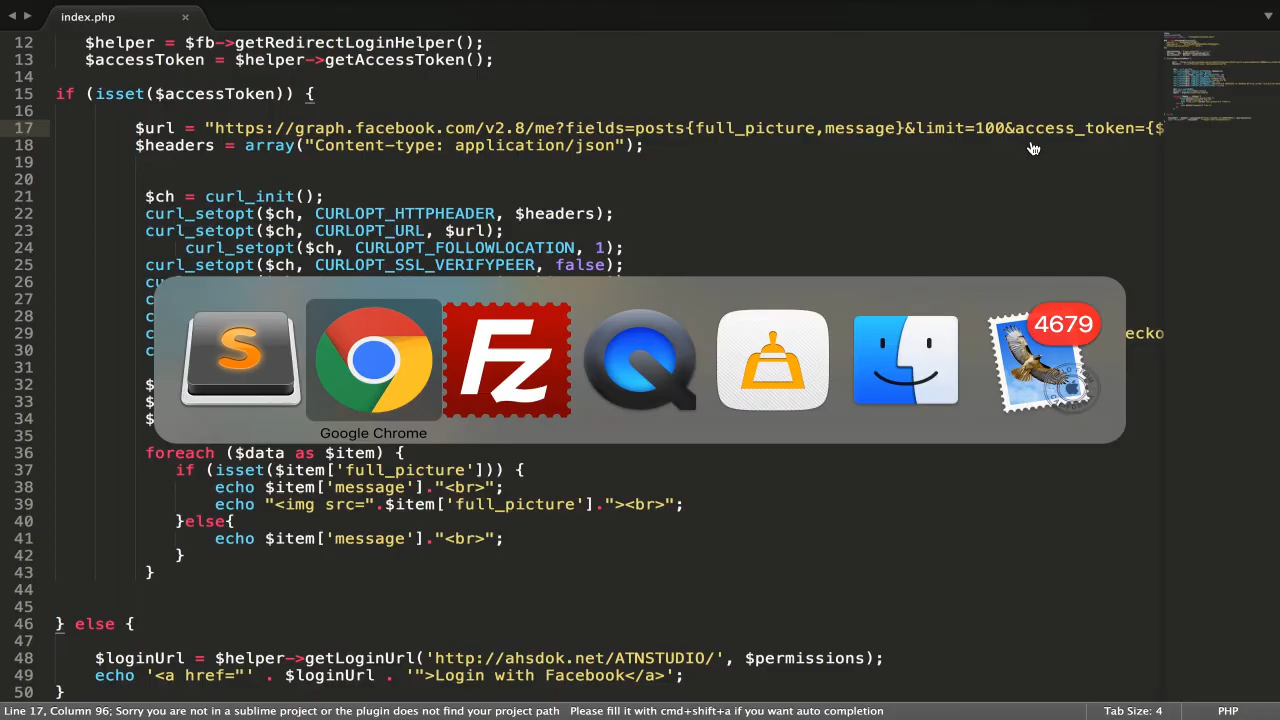 index.php
12 $helper = $fb->getRedirectLoginHelper();
13 $accessToken = $helper->getAccessToken();
14
15 if (isset($accessToken)) {
16
17 $url = "https://graph.facebook.com/v2.8/me?fields=posts{full_picture,message}&limit=100&access_token={$
18 $headers = array("Content-type: application/json");
19
20
21 $ch = curl_init();
22 curl_setopt($ch, CURLOPT_HTTPHEADER, $headers);
23 curl_setopt($ch, CURLOPT_URL, $url);
24 curl_setopt($ch, CURLOPT_FOLLOWLOCATION, 1);
25 curl_setopt($ch, CURLOPT_SSL_VERIFYPEER, false);
26 cu
27 c
28 c
29 c ecko
30 c
31
32 $
33 $
34 $
35
4679
Google Chrome
36 foreach ($data as $item) {
37 if (isset($item['full_picture'])) {
38 echo $item['message']."<br>";
39 echo "<img src=".$item['full_picture']."><br>";
40 }else{
41 echo $item['message']."<br>";
42 }
43 }
44
45
46 } else {
47
48 $loginUrl = $helper->getLoginUrl('http://ahsdok.net/ATNSTUDIO/', $permissions);
49 echo '<a href="' . $loginUrl . '">Login with Facebook</a>';
50 }
Line 17, Column 96; Sorry you are not in a sublime project or the plugin does not find your project path Please fill it with cmd+shift+a if you want auto completion Tab Size: 4 PHP